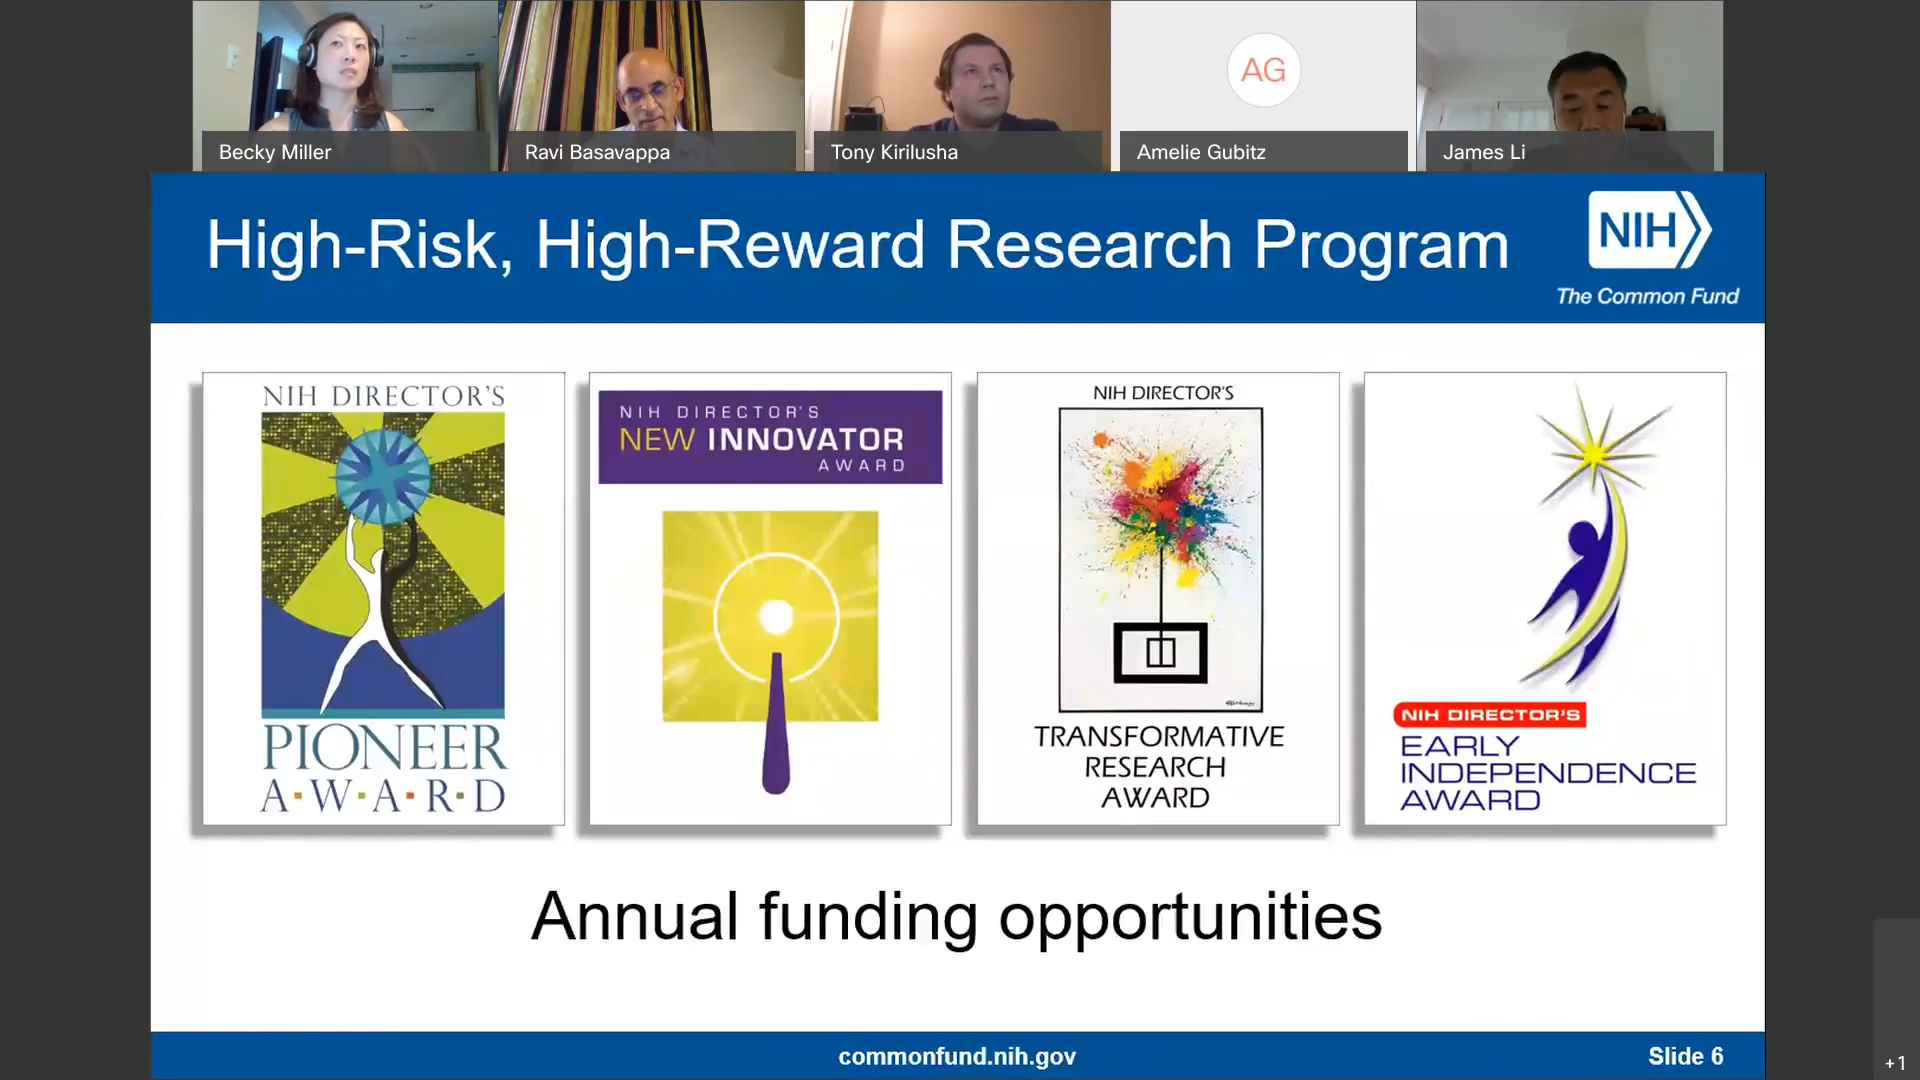 Becky Miller
Ravi Basavappa
Tony Kirilusha
AG
Amelie Gubitz
James Li
High-Risk, High-Reward Research Program
NIH
The Common Fund
NIH DIRECTOR'S
PIONEER
A·W·A·R·D
NIH DIRECTOR'S
NEW INNOVATOR
AWARD
NIH DIRECTOR'S
TRANSFORMATIVE
RESEARCH
AWARD
NIH DIRECTOR'S
EARLY
INDEPENDENCE
AWARD
Annual funding opportunities
commonfund.nih.gov
Slide 6
+1